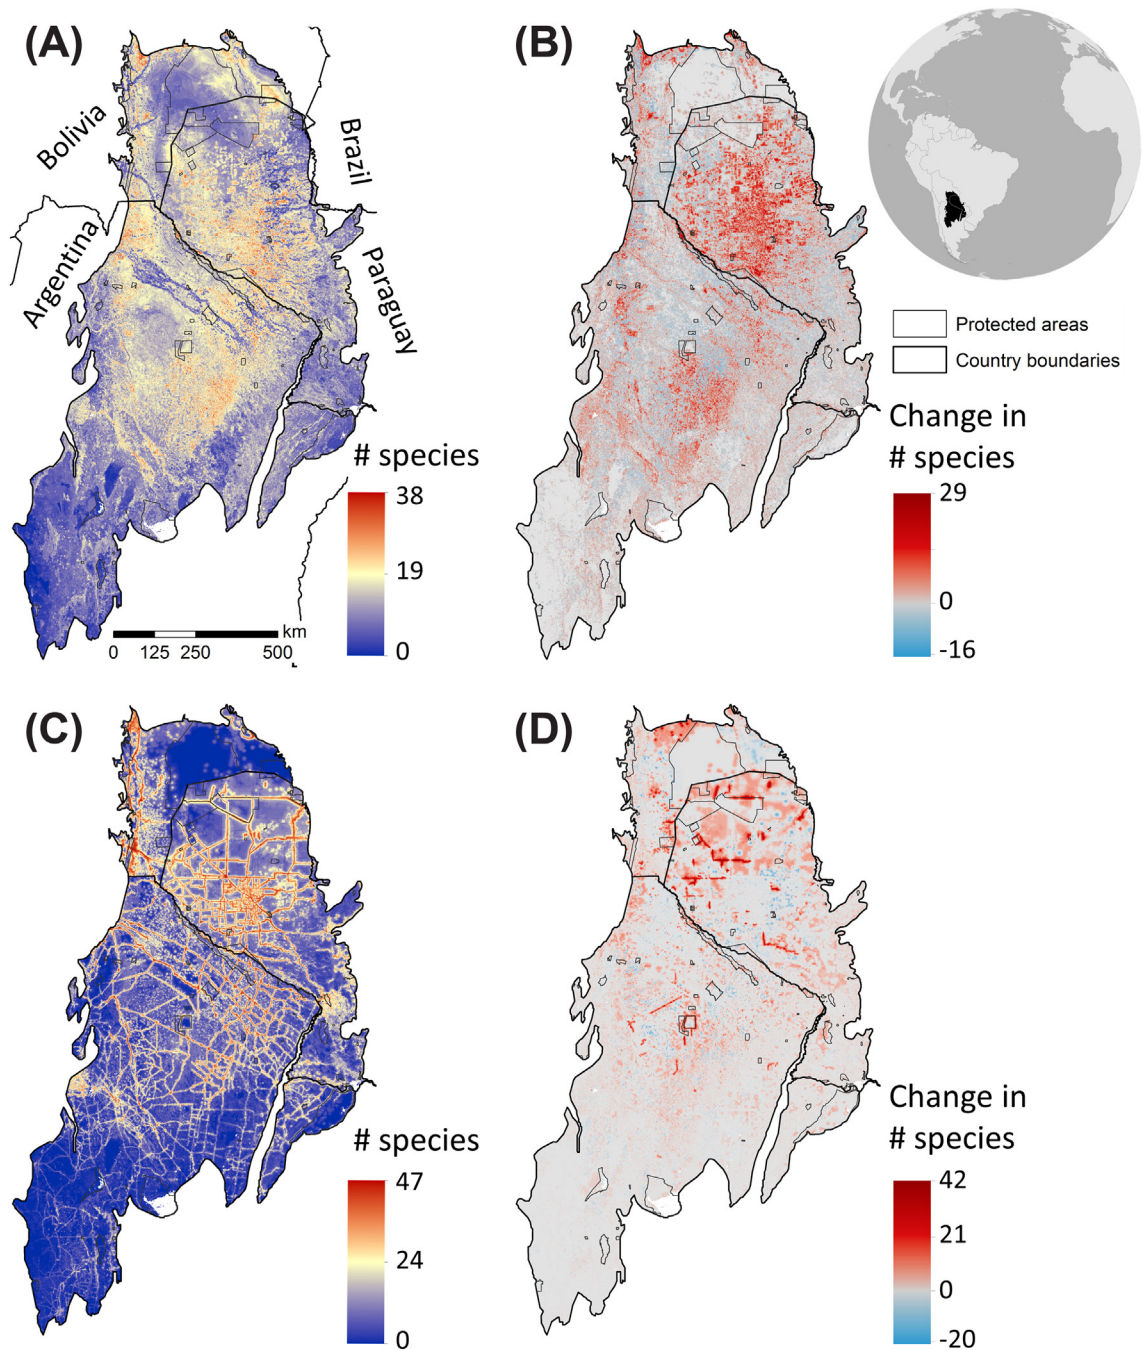 (A)
Bolivia
Brazil
Argentina
Paraguay
# species
38
19
0
km
0 125 250 500
(B)
Protected areas
Country boundaries
Change in
# species
29
0
-16
(C)
# species
47
24
0
(D)
Change in
# species
42
21
0
-20